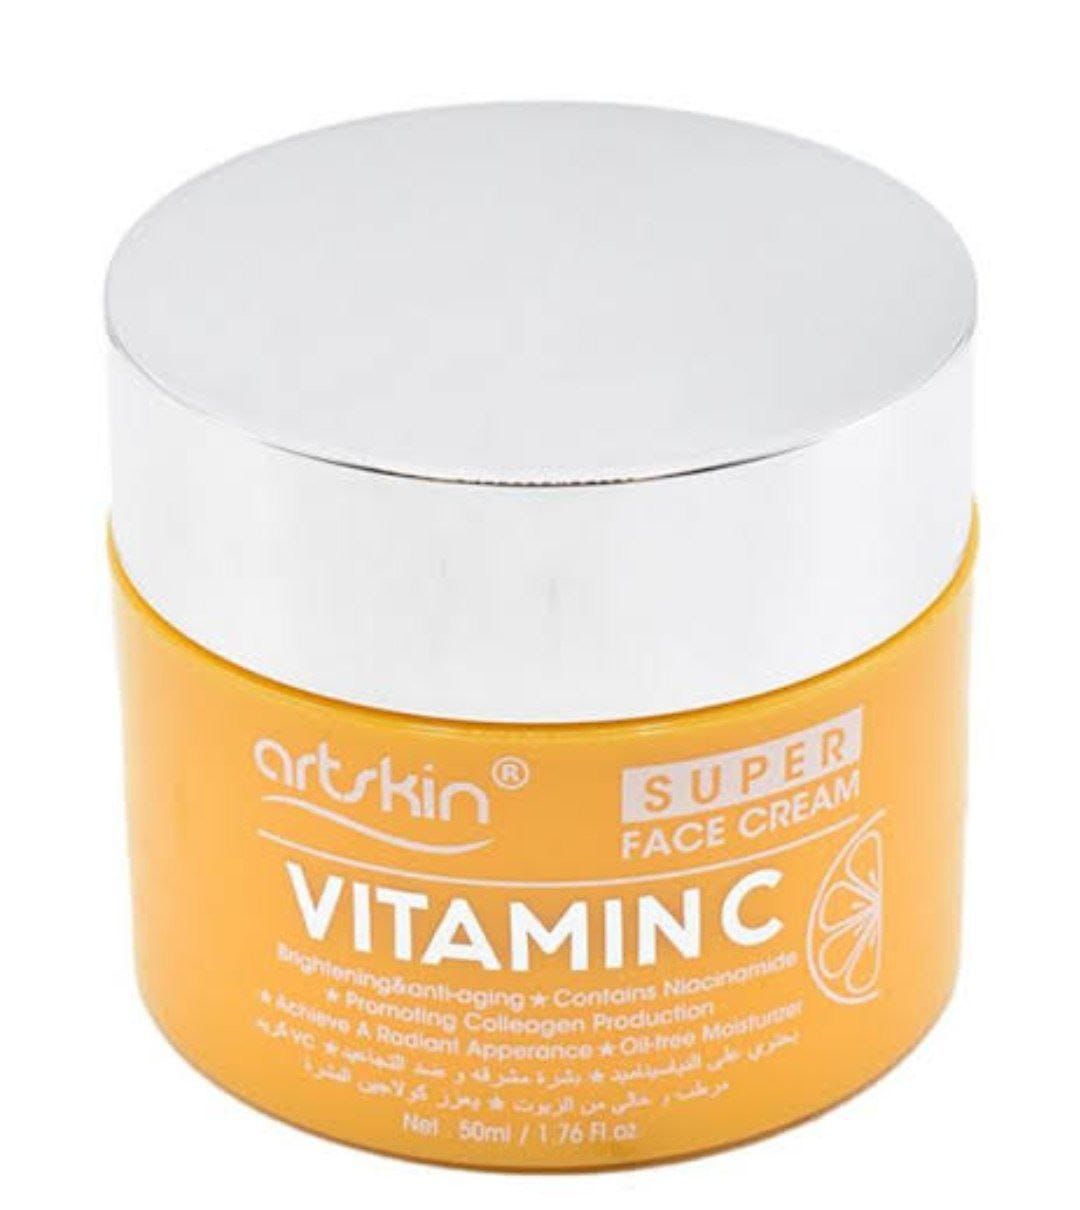 artskin®
SUPER
FACE CREAM
VITAMIN C
Brightening&anti-aging ★ Contains Niacinamide
★ Promoting Colleagen Production
★ Achieve A Radiant Apperance ★ Oil-free Moisturizer
يحتوي على النياسيناميد ★ بشرة مشرقه و ضد التجاعيد ★ VC كريم
مرطب و خالي من الزيوت ★ يعزز كولاجين البشرة
Net 50ml / 1.76 Fl.oz